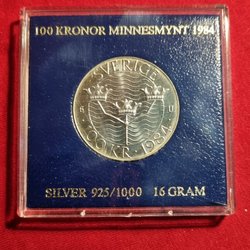 100 KRONOR MINNESMYNT 1984
SVERIGE
U
100 KR · 1984
SILVER 925/1000 16 GRAM